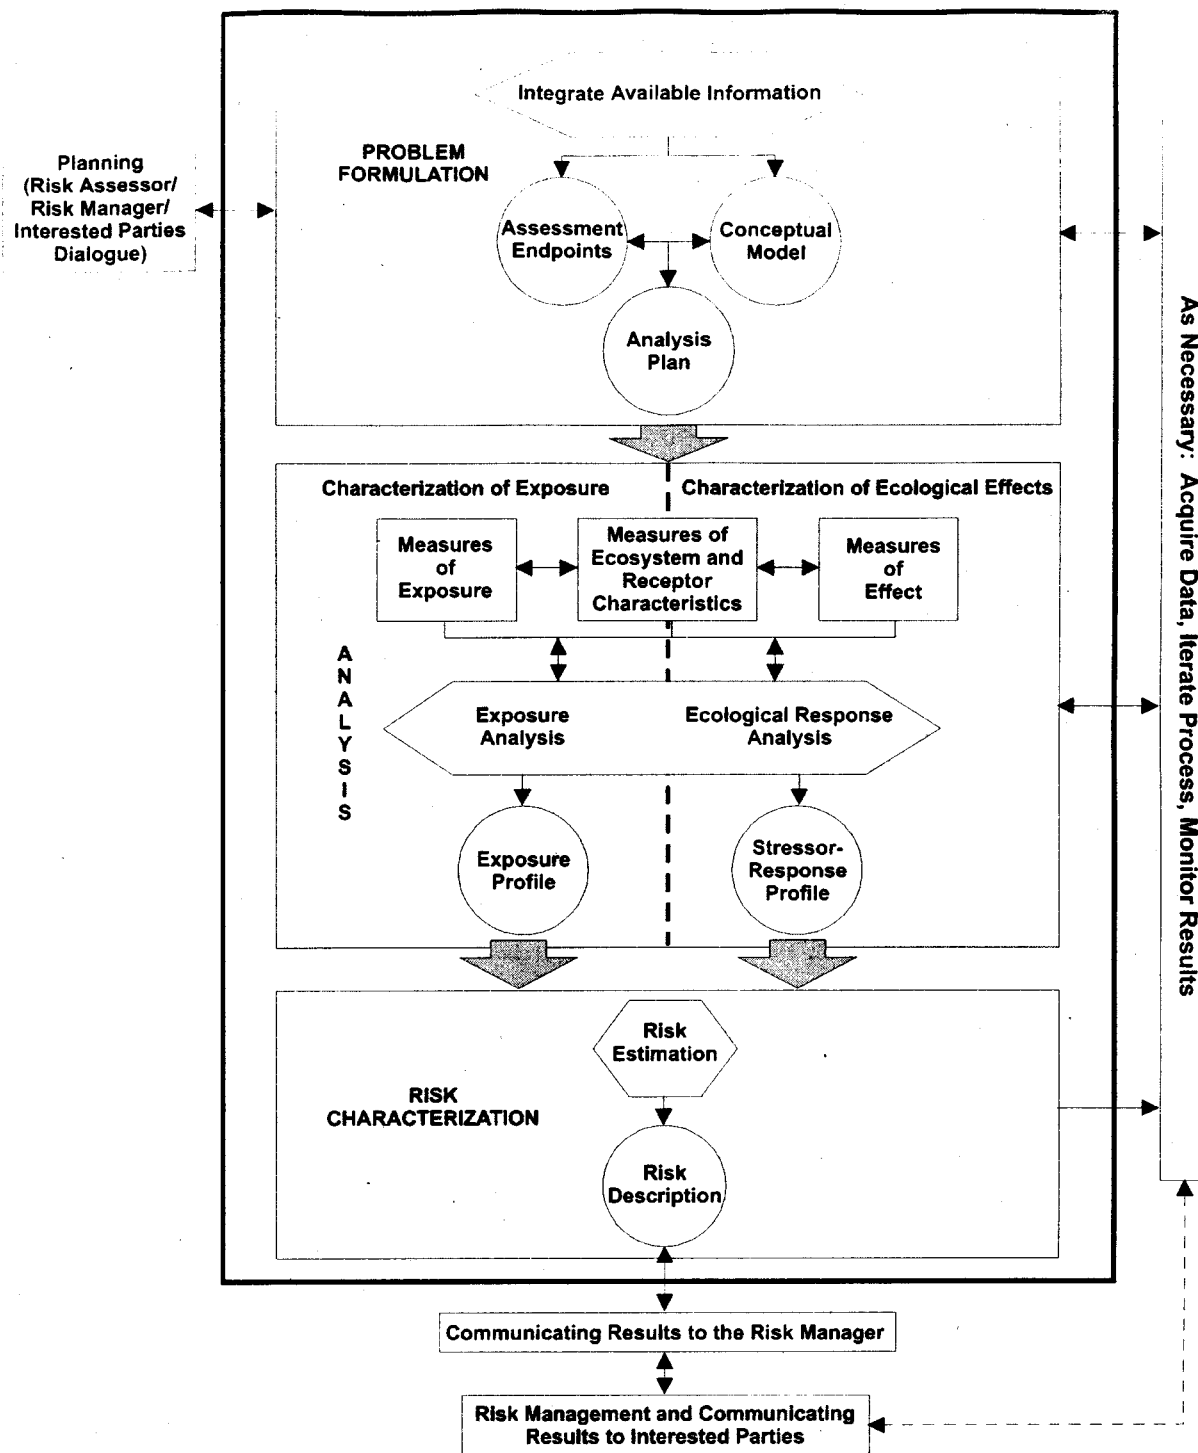 Integrate Available Information
PROBLEM
FORMULATION
Planning
(Risk Assessor/
Risk Manager/
Interested Parties
Dialogue)
Assessment
Endpoints
Conceptual
Model
Analysis
Plan
As Necessary: Acquire Data, Iterate Process, Monitor Results
Characterization of Exposure
Characterization of Ecological Effects
Measures
of
Exposure
Measures of
Ecosystem and
Receptor
Characteristics
Measures
of
Effect
ANALYSIS
Exposure
Analysis
Ecological Response
Analysis
Exposure
Profile
Stressor-
Response
Profile
Risk
Estimation
RISK
CHARACTERIZATION
Risk
Description
Communicating Results to the Risk Manager
Risk Management and Communicating
Results to Interested Parties